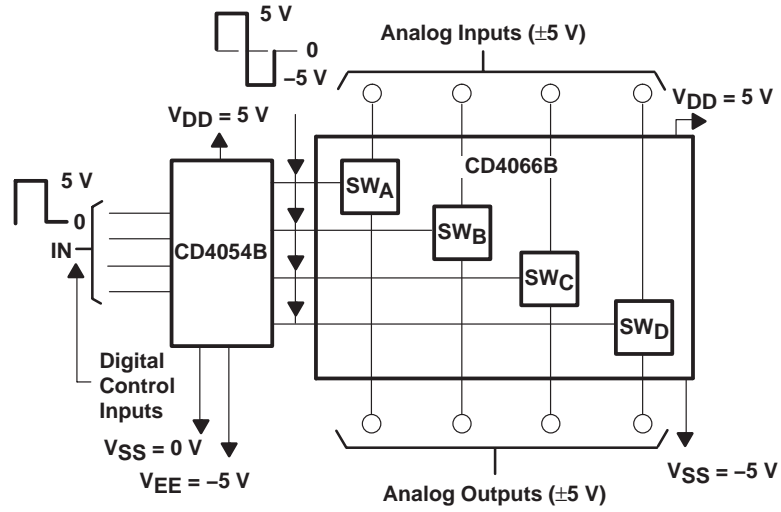 5 V
0
−5 V
Analog Inputs (±5 V)
VDD = 5 V
VDD = 5 V
5 V
0
IN
CD4054B
CD4066B
SWA
SWB
SWC
SWD
Digital
Control
Inputs
VSS = 0 V
VEE = −5 V
VSS = −5 V
Analog Outputs (±5 V)